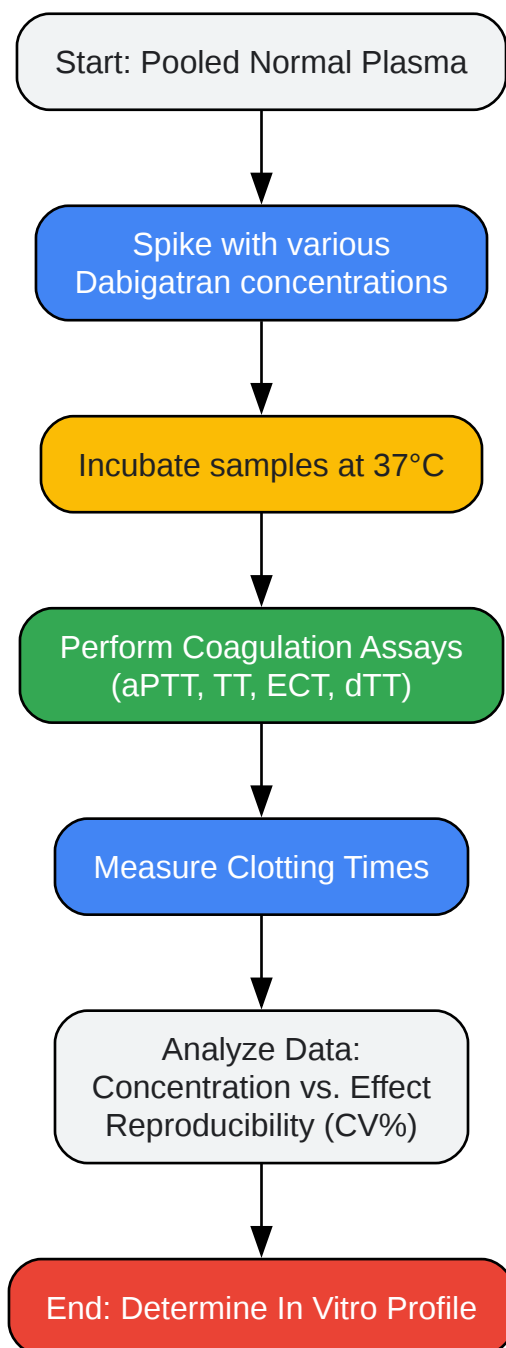 Start: Pooled Normal Plasma
Spike with various
Dabigatran concentrations
Incubate samples at 37°C
Perform Coagulation Assays
(aPTT, TT, ECT, dTT)
Measure Clotting Times
Analyze Data:
Concentration vs. Effect
Reproducibility (CV%)
End: Determine In Vitro Profile